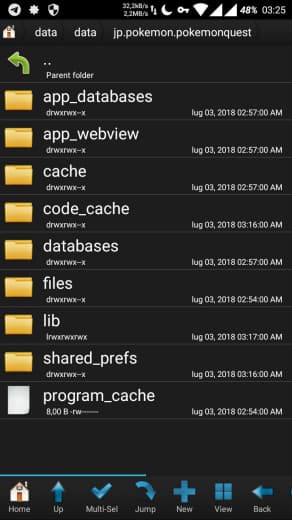 32,2kB/s
2,2MB/s
48% 03:25
data data jp.pokemon.pokemonquest
..
Parent folder
app_databases
drwxrwx--x lug 03, 2018 02:57:00 AM
app_webview
drwxrwx--x lug 03, 2018 02:57:00 AM
cache
drwxrwx--x lug 03, 2018 02:57:00 AM
code_cache
drwxrwx--x lug 03, 2018 03:16:00 AM
databases
drwxrwx--x lug 03, 2018 02:57:00 AM
files
drwxrwx--x lug 03, 2018 02:54:00 AM
lib
lrwxrwxrwx lug 03, 2018 03:17:00 AM
shared_prefs
drwxrwx--x lug 03, 2018 03:16:00 AM
program_cache
8,00 B -rw------- lug 03, 2018 02:54:00 AM
Home Up Multi-Sel Jump New View Back